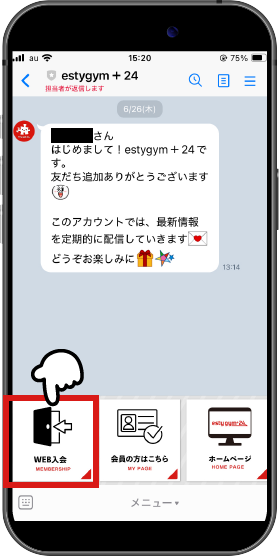 au 15:20 75%
estygym＋24
担当者が返信します
6/26(木)
さん
はじめまして！estygym＋24で
す。
友だち追加ありがとうございます
このアカウントでは、最新情報
を定期的に配信していきます
どうぞお楽しみに
13:14
WEB入会
MEMBERSHIP
会員の方はこちら
MY PAGE
estygym+24
ホームページ
HOME PAGE
メニュー▾